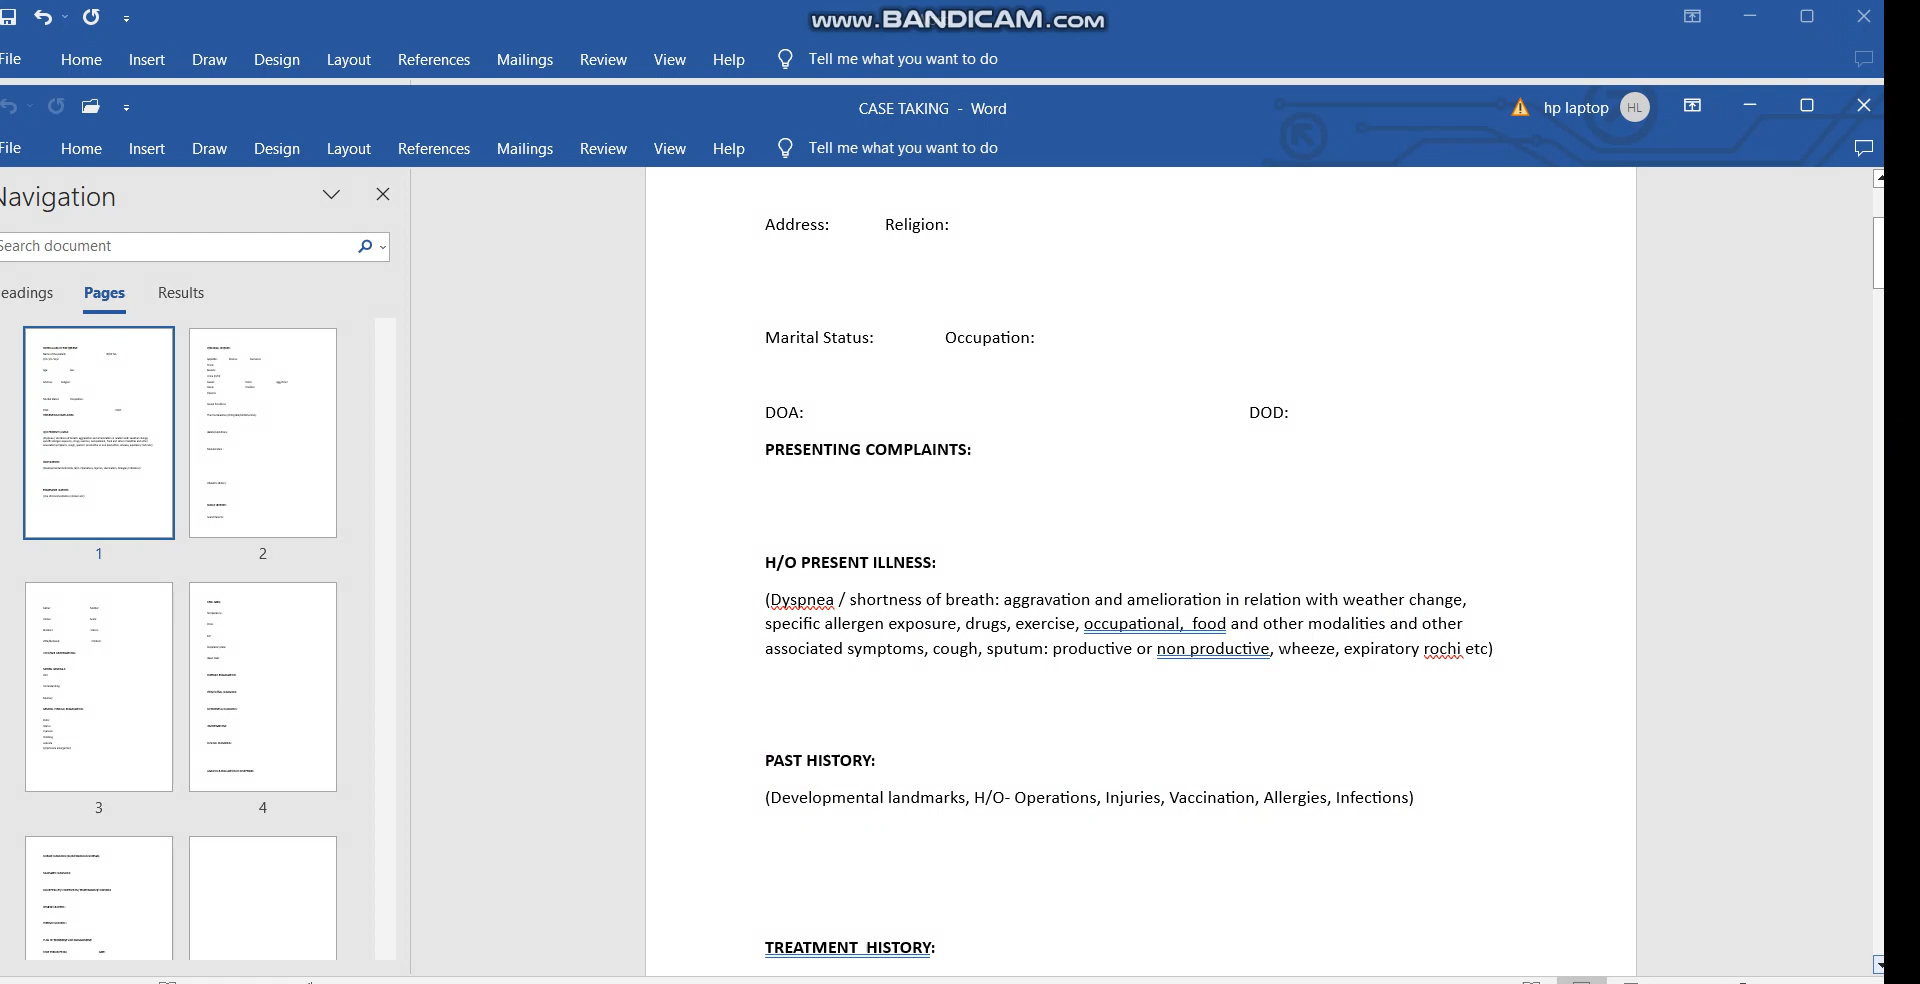 www.BANDICAM.com
File Home Insert Draw Design Layout References Mailings Review View Help Tell me what you want to do
CASE TAKING - Word
hp laptop HL
File Home Insert Draw Design Layout References Mailings Review View Help Tell me what you want to do
Navigation
Search document
eadings Pages Results
1 2
3 4
Address: Religion:
Marital Status: Occupation:
DOA: DOD:
PRESENTING COMPLAINTS:
H/O PRESENT ILLNESS:
(Dyspnea / shortness of breath: aggravation and amelioration in relation with weather change,
specific allergen exposure, drugs, exercise, occupational, food and other modalities and other
associated symptoms, cough, sputum: productive or non productive, wheeze, expiratory rochi etc)
PAST HISTORY:
(Developmental landmarks, H/O- Operations, Injuries, Vaccination, Allergies, Infections)
TREATMENT HISTORY: